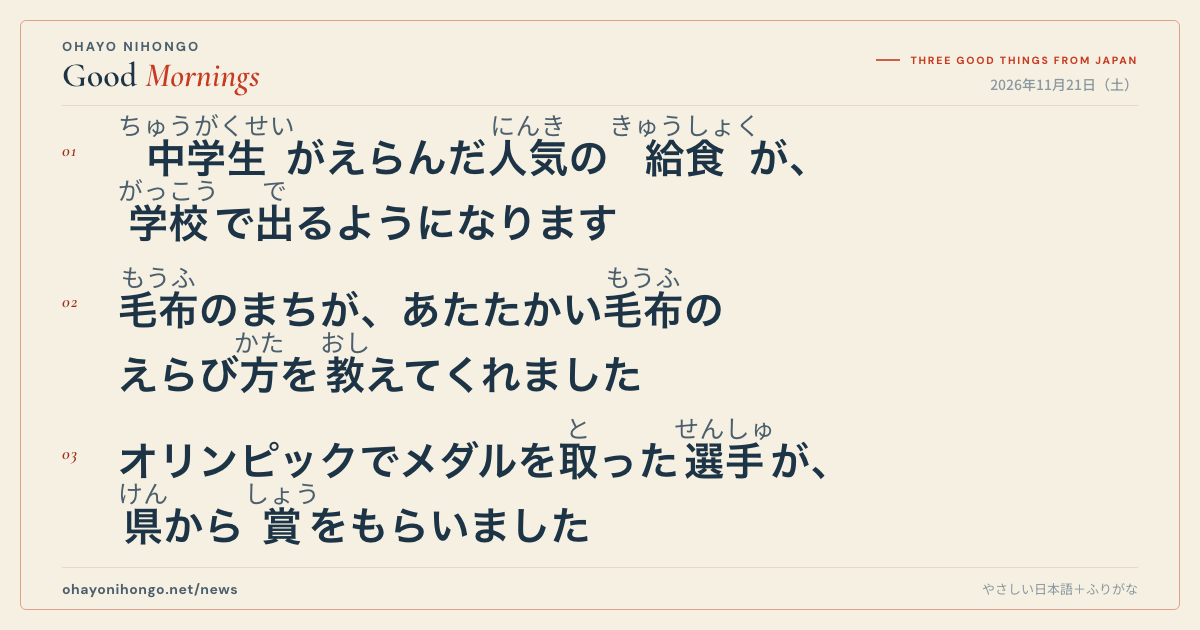 OHAYO NIHONGO
Good Mornings
THREE GOOD THINGS FROM JAPAN
2026年11月21日（土）
01
ちゅうがくせい にんき きゅうしょく
中学生がえらんだ人気の給食が、
がっこう で
学校で出るようになります
02
もうふ もうふ
毛布のまちが、あたたかい毛布の
かた おし
えらび方を教えてくれました
03
と せんしゅ
オリンピックでメダルを取った選手が、
けん しょう
県から賞をもらいました
ohayonihongo.net/news
やさしい日本語＋ふりがな